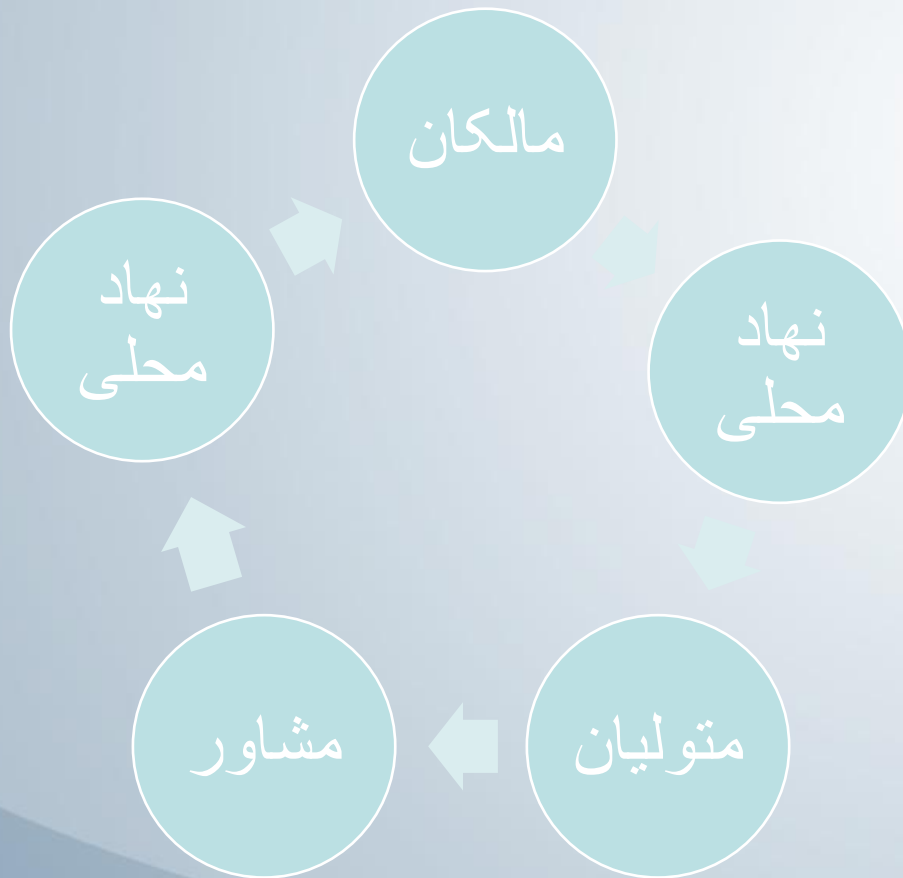 مالکان
نهاد
محلی
متولیان
مشاور
نهاد
محلی